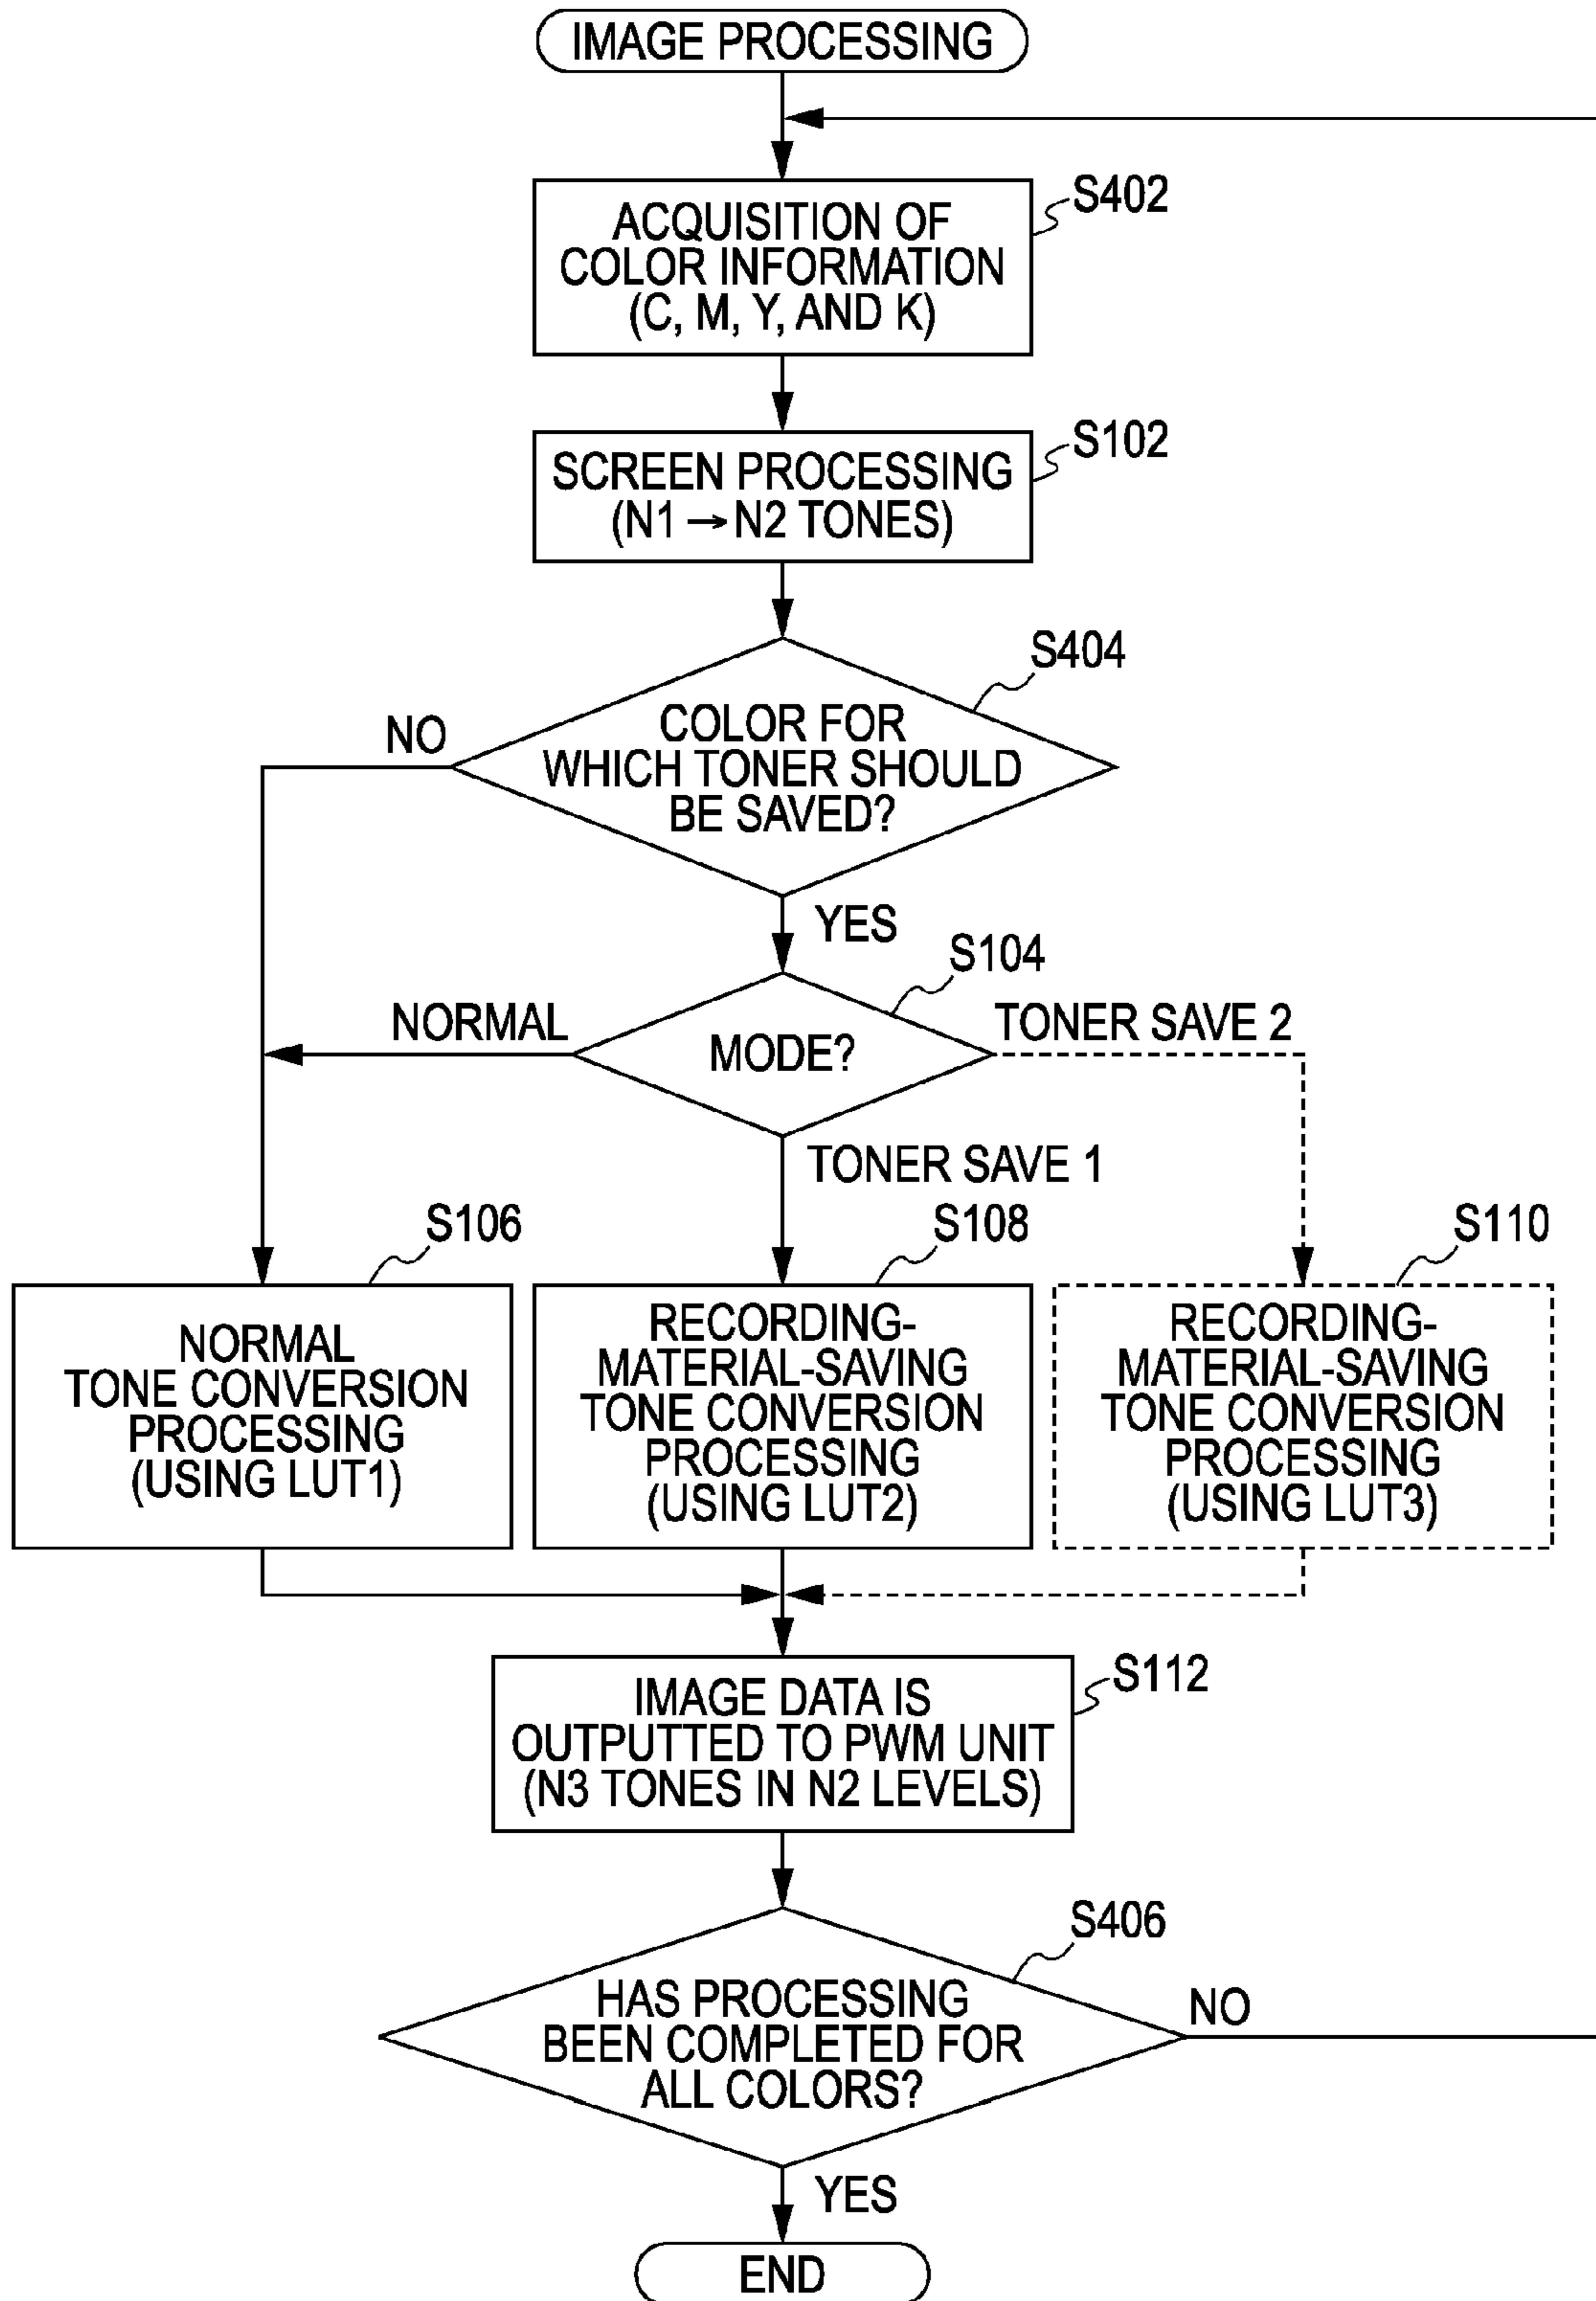 IMAGE PROCESSING
S402
ACQUISITION OF
COLOR INFORMATION
(C, M, Y, AND K)
S102
SCREEN PROCESSING
(N1 → N2 TONES)
S404
COLOR FOR
WHICH TONER SHOULD
BE SAVED?
NO
YES
S104
MODE?
NORMAL
TONER SAVE 2
TONER SAVE 1
S106
NORMAL
TONE CONVERSION
PROCESSING
(USING LUT1)
S108
RECORDING-
MATERIAL-SAVING
TONE CONVERSION
PROCESSING
(USING LUT2)
S110
RECORDING-
MATERIAL-SAVING
TONE CONVERSION
PROCESSING
(USING LUT3)
S112
IMAGE DATA IS
OUTPUTTED TO PWM UNIT
(N3 TONES IN N2 LEVELS)
S406
HAS PROCESSING
BEEN COMPLETED FOR
ALL COLORS?
NO
YES
END